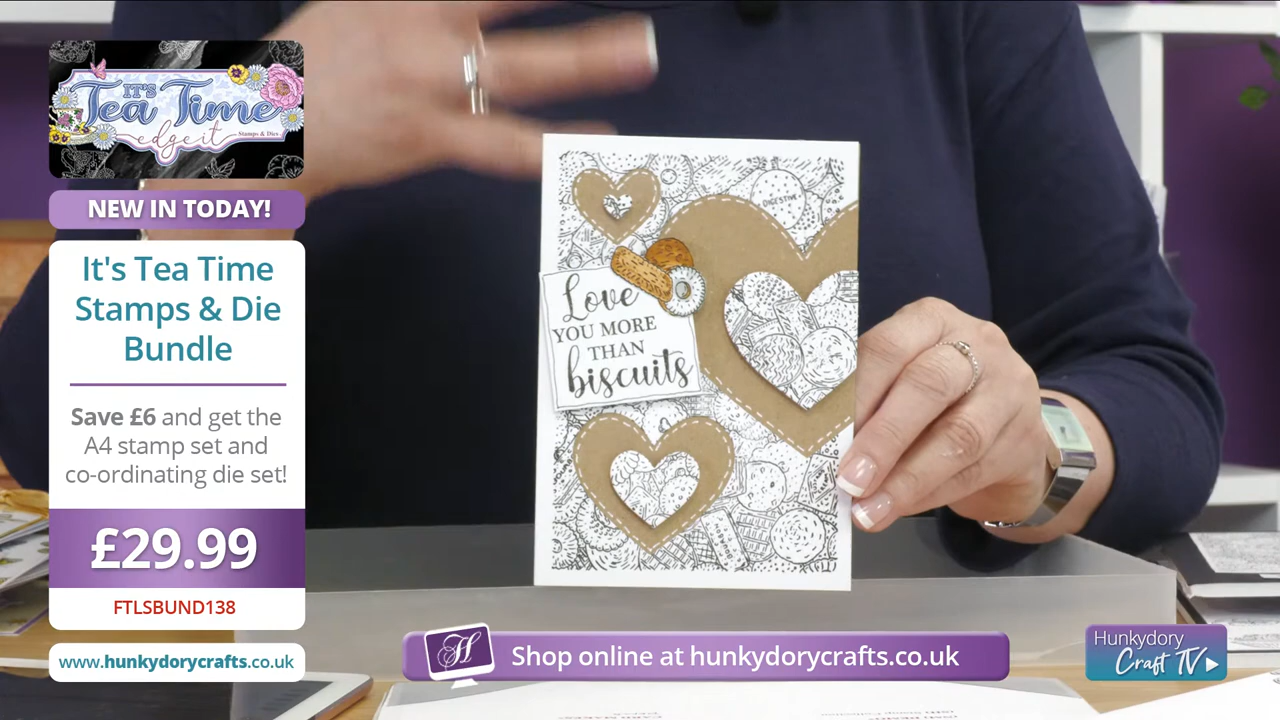 IT'S
Tea Time
edgeit
Stamps & Dies
NEW IN TODAY!
It's Tea Time
Stamps & Die
Bundle
Save £6 and get the
A4 stamp set and
co-ordinating die set!
£29.99
FTLSBUND138
www.hunkydorycrafts.co.uk
DIGESTIVE
Love
YOU MORE
THAN
biscuits
H
Shop online at hunkydorycrafts.co.uk
Hunkydory
Craft TV